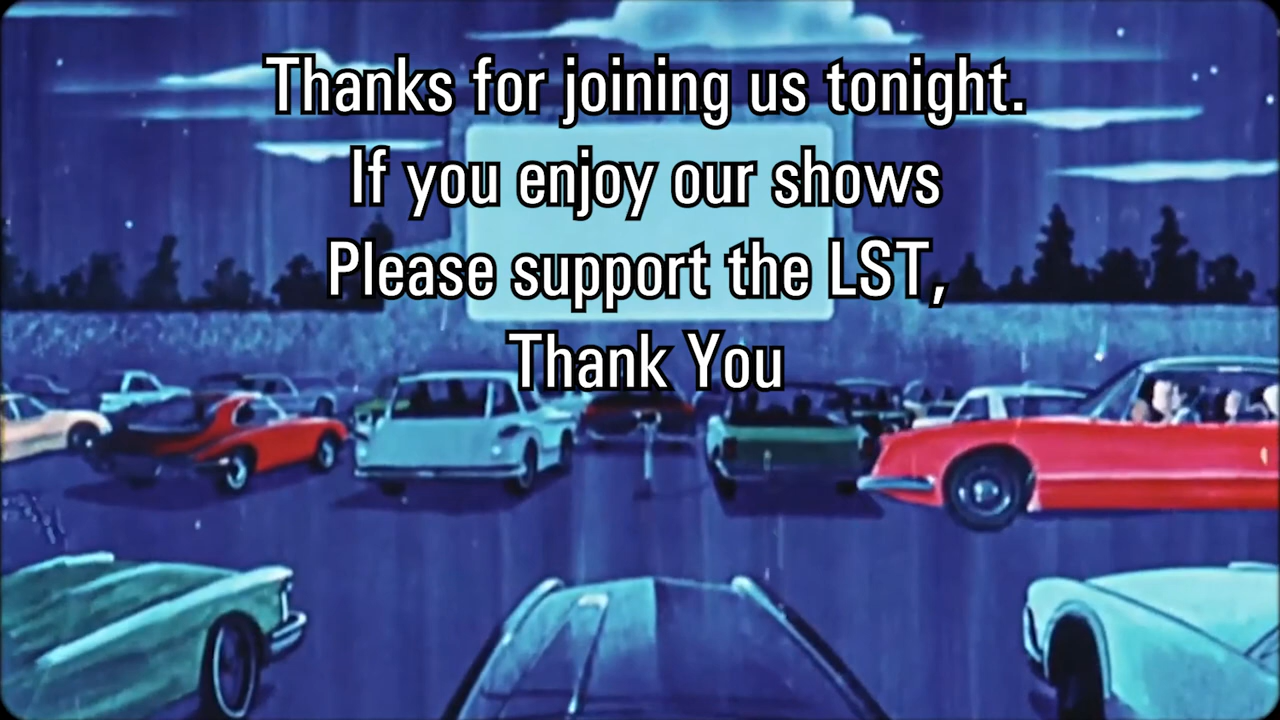 Thanks for joining us tonight.
If you enjoy our shows
Please support the LST,
Thank You